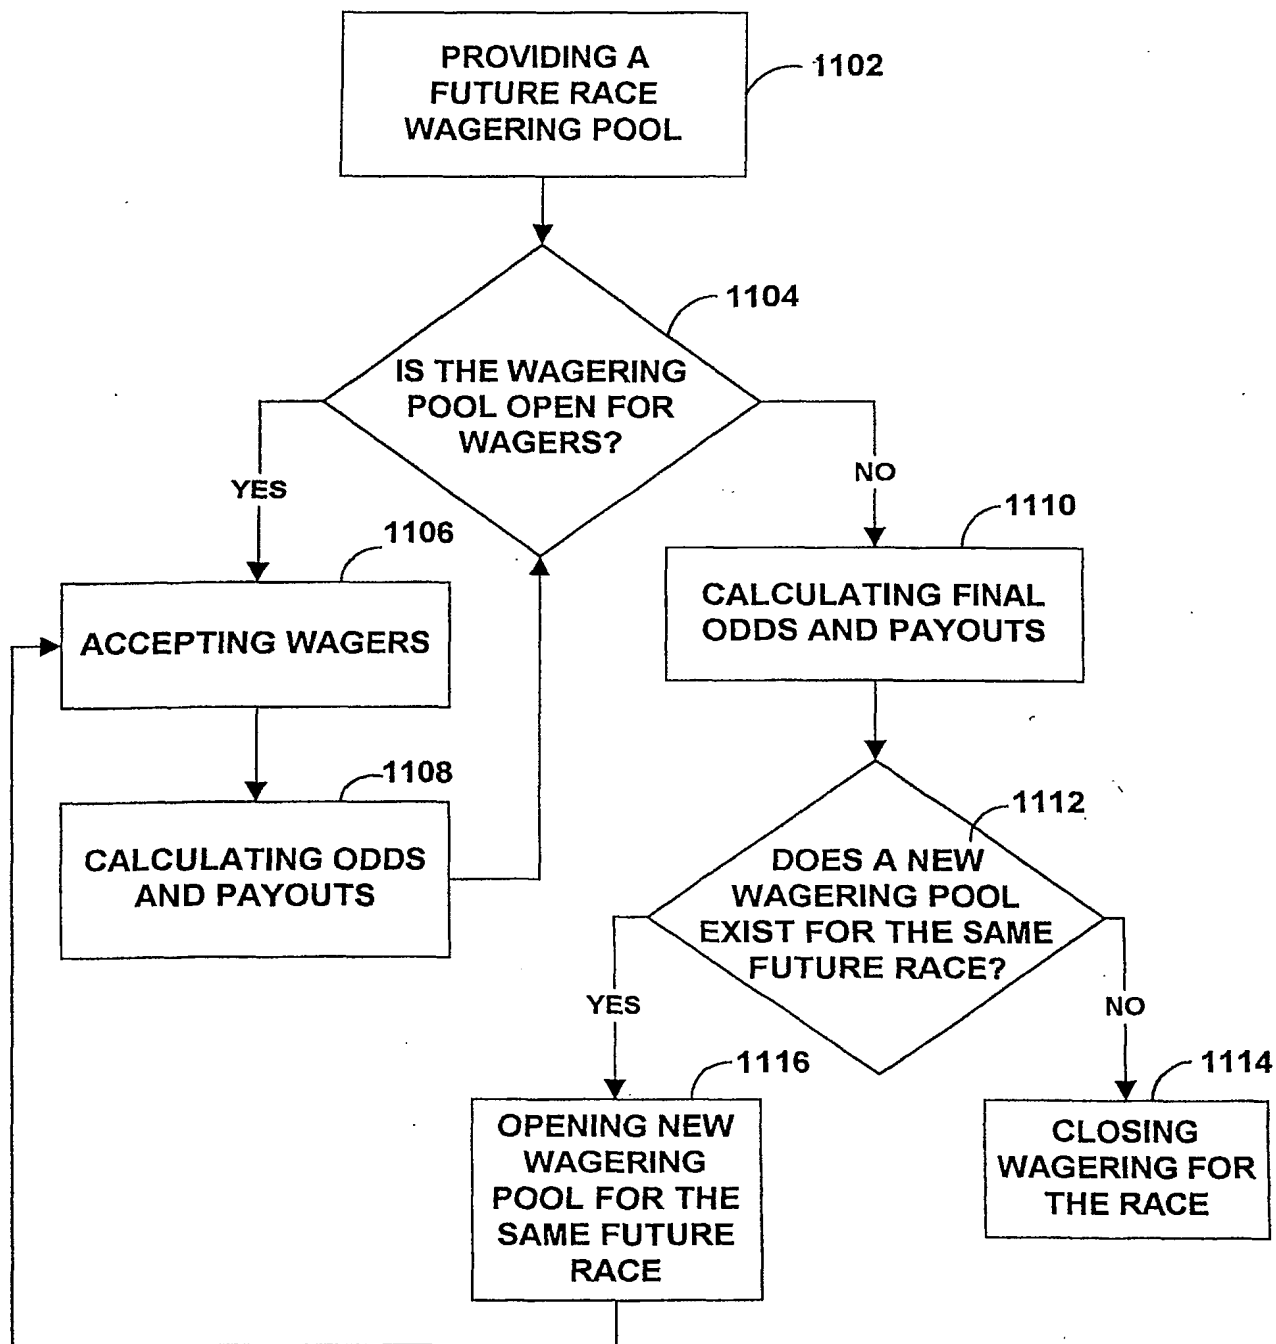 PROVIDING A
FUTURE RACE
WAGERING POOL
1102
1104
IS THE WAGERING
POOL OPEN FOR
WAGERS?
YES
NO
1106
ACCEPTING WAGERS
1110
CALCULATING FINAL
ODDS AND PAYOUTS
1108
CALCULATING ODDS
AND PAYOUTS
1112
DOES A NEW
WAGERING POOL
EXIST FOR THE SAME
FUTURE RACE?
YES
NO
1116
OPENING NEW
WAGERING
POOL FOR THE
SAME FUTURE
RACE
1114
CLOSING
WAGERING FOR
THE RACE